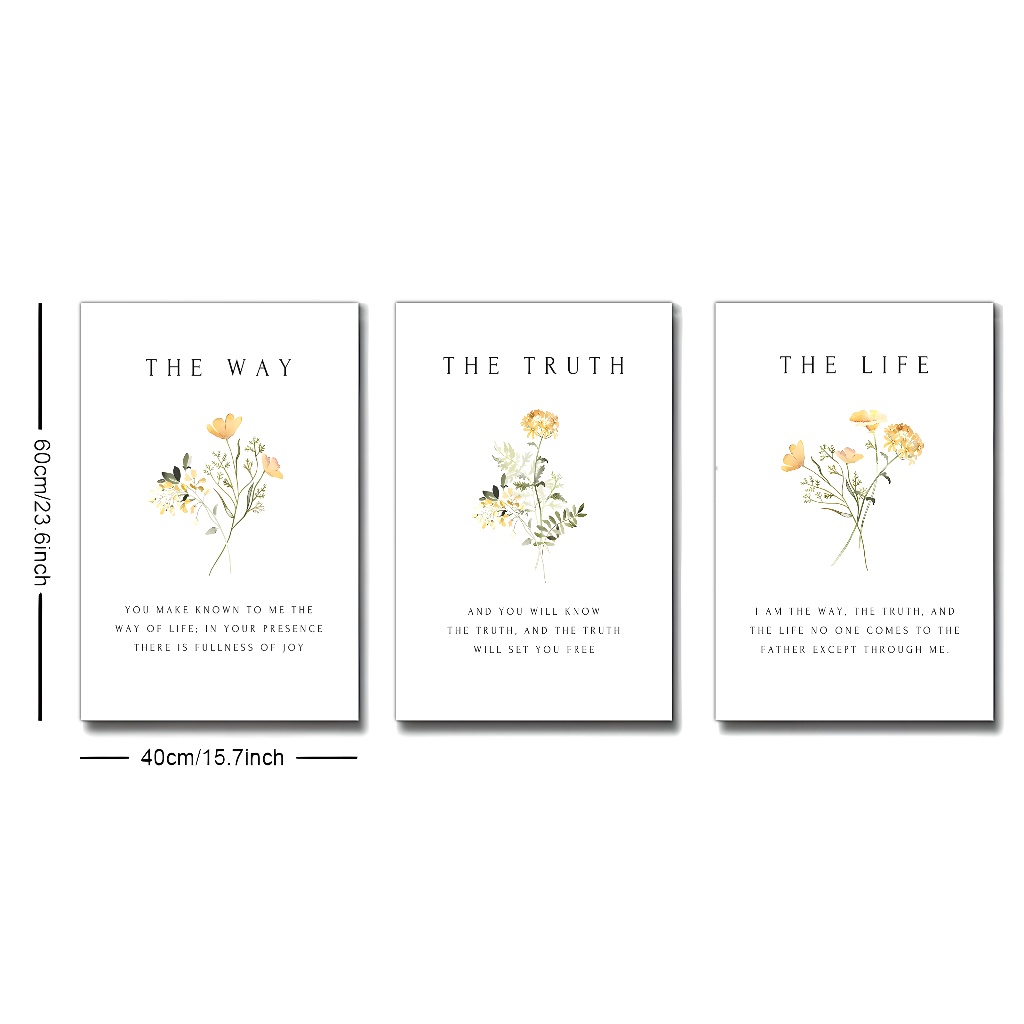 THE WAY
YOU MAKE KNOWN TO ME THE
WAY OF LIFE; IN YOUR PRESENCE
THERE IS FULLNESS OF JOY
THE TRUTH
AND YOU WILL KNOW
THE TRUTH, AND THE TRUTH
WILL SET YOU FREE
THE LIFE
I AM THE WAY, THE TRUTH, AND
THE LIFE NO ONE COMES TO THE
FATHER EXCEPT THROUGH ME.
60cm/23.6inch
40cm/15.7inch